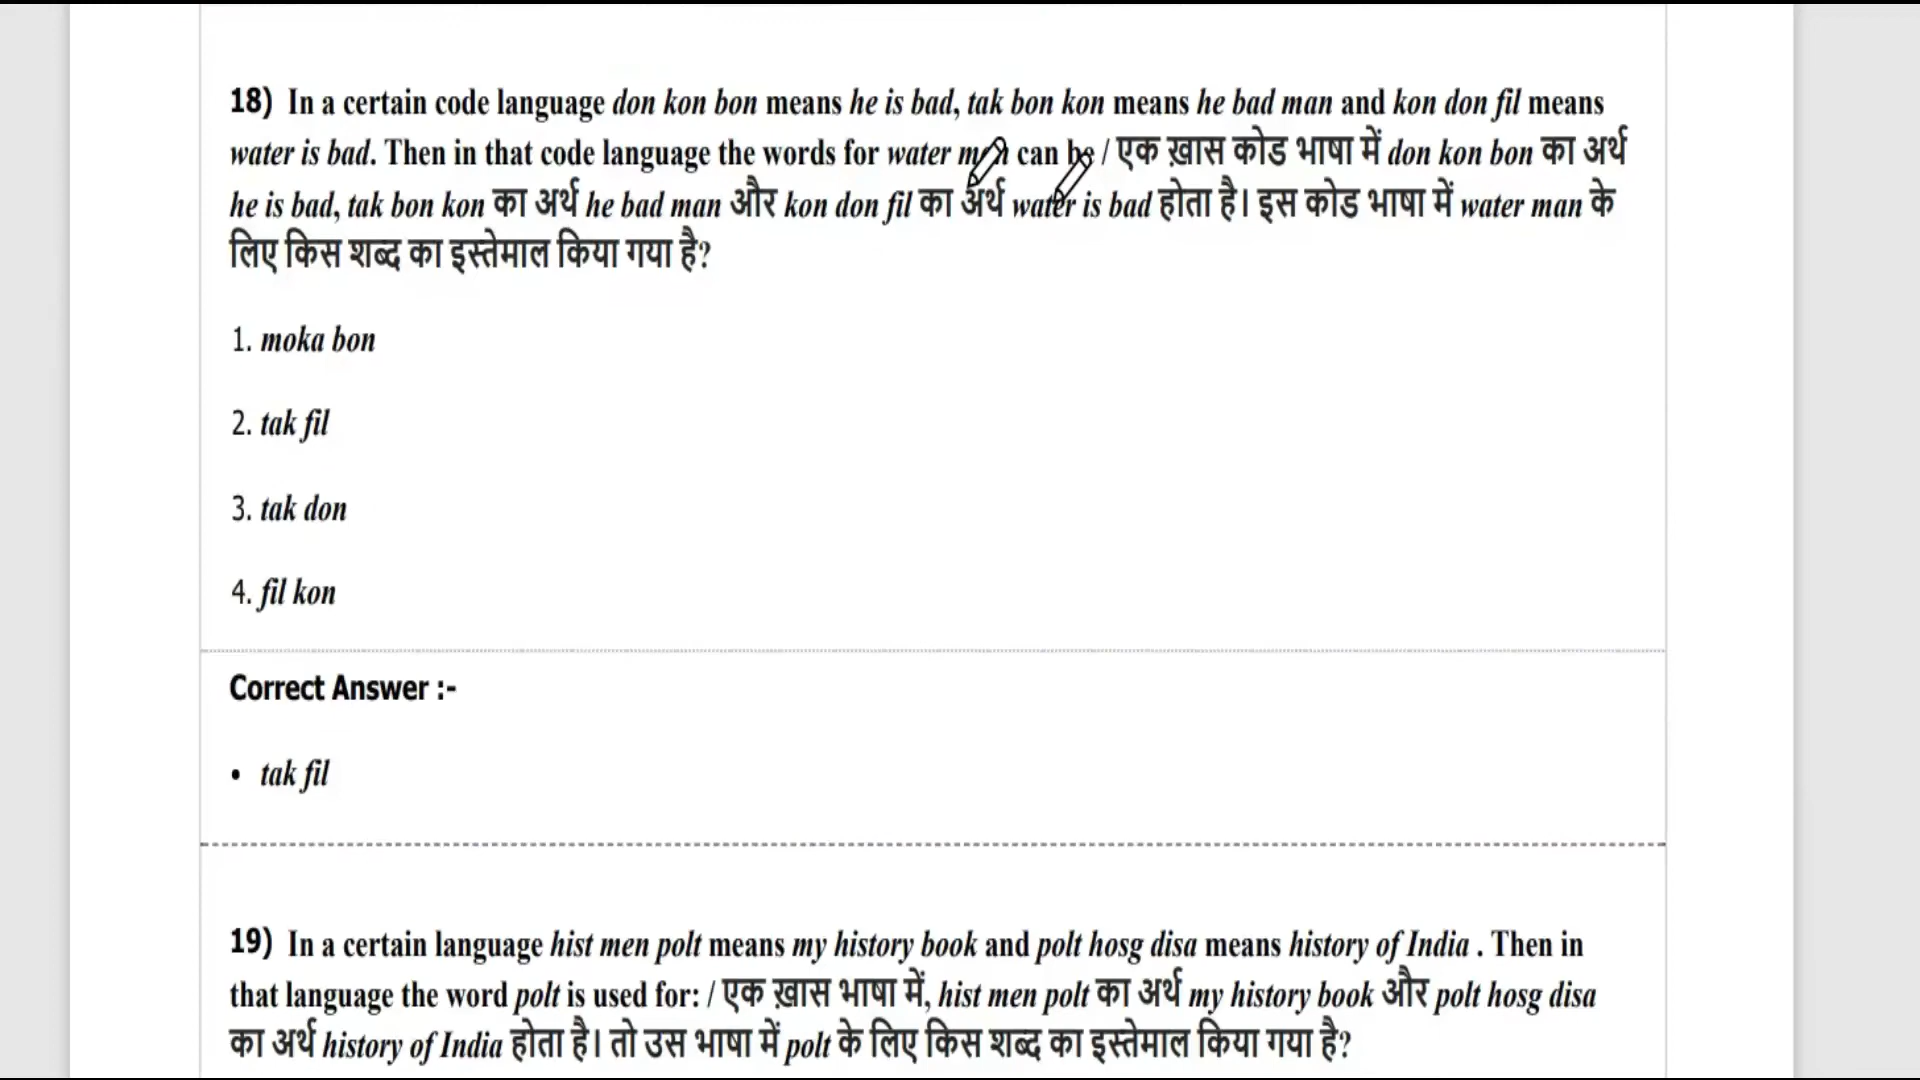 18) In a certain code language don kon bon means he is bad, tak bon kon means he bad man and kon don fil means
water is bad. Then in that code language the words for water man can be / एक ख़ास कोड भाषा में don kon bon का अर्थ
he is bad, tak bon kon का अर्थ he bad man और kon don fil का अर्थ water is bad होता है। इस कोड भाषा में water man के
लिए किस शब्द का इस्तेमाल किया गया है?
1. moka bon
2. tak fil
3. tak don
4. fil kon
Correct Answer :-
• tak fil
19) In a certain language hist men polt means my history book and polt hosg disa means history of India . Then in
that language the word polt is used for: / एक ख़ास भाषा में, hist men polt का अर्थ my history book और polt hosg disa
का अर्थ history of India होता है। तो उस भाषा में polt के लिए किस शब्द का इस्तेमाल किया गया है?